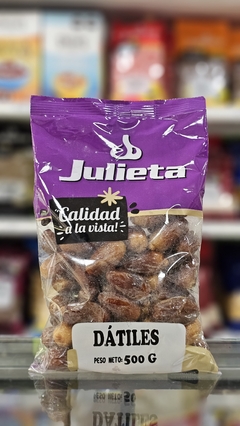 Julieta
Calidad
a la vista!
DÁTILES
PESO NETO: 500 G